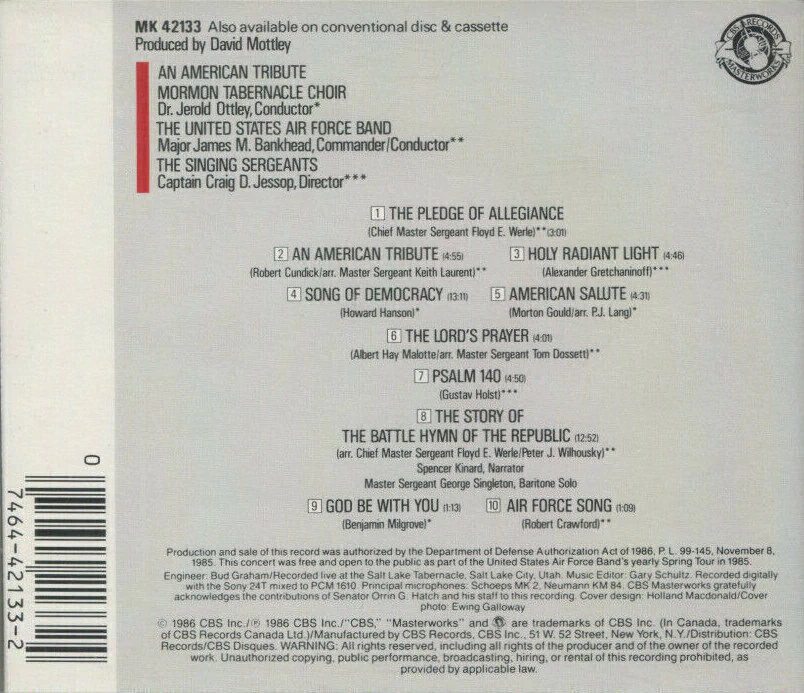 MK 42133 Also available on conventional disc & cassette
Produced by David Mottley
CBS RECORDS
MASTERWORKS
AN AMERICAN TRIBUTE
MORMON TABERNACLE CHOIR
Dr. Jerold Ottley, Conductor*
THE UNITED STATES AIR FORCE BAND
Major James M. Bankhead, Commander/Conductor**
THE SINGING SERGEANTS
Captain Craig D. Jessop, Director***
1 THE PLEDGE OF ALLEGIANCE
(Chief Master Sergeant Floyd E. Werle)**(3:01)
2 AN AMERICAN TRIBUTE (4:55) 3 HOLY RADIANT LIGHT (4:46)
(Robert Cundick/arr. Master Sergeant Keith Laurent)** (Alexander Gretchaninoff)***
4 SONG OF DEMOCRACY (13:11) 5 AMERICAN SALUTE (4:31)
(Howard Hanson)* (Morton Gould/arr. P.J. Lang)*
6 THE LORD'S PRAYER (4:01)
(Albert Hay Malotte/arr. Master Sergeant Tom Dossett)**
7 PSALM 140 (4:50)
(Gustav Holst)***
8 THE STORY OF
THE BATTLE HYMN OF THE REPUBLIC (12:52)
(arr. Chief Master Sergeant Floyd E. Werle/Peter J. Wilhousky)**
Spencer Kinard, Narrator
Master Sergeant George Singleton, Baritone Solo
9 GOD BE WITH YOU (1:13) 10 AIR FORCE SONG (1:09)
(Benjamin Milgrove)* (Robert Crawford)**
Production and sale of this record was authorized by the Department of Defense Authorization Act of 1986, P. L. 99-145, November 8,
1985. This concert was free and open to the public as part of the United States Air Force Band's yearly Spring Tour in 1985.
Engineer: Bud Graham/Recorded live at the Salt Lake Tabernacle, Salt Lake City, Utah. Music Editor: Gary Schultz. Recorded digitally
with the Sony 24T mixed to PCM 1610. Principal microphones: Schoeps MK 2, Neumann KM 84. CBS Masterworks gratefully
acknowledges the contributions of Senator Orrin G. Hatch and his staff to this recording. Cover design: Holland Macdonald/Cover
photo: Ewing Galloway
© 1986 CBS Inc./℗ 1986 CBS Inc./"CBS," "Masterworks" and are trademarks of CBS Inc. (In Canada, trademarks
of CBS Records Canada Ltd.)/Manufactured by CBS Records, CBS Inc., 51 W. 52 Street, New York, N.Y./Distribution: CBS
Records/CBS Disques. WARNING: All rights reserved, including all rights of the producer and of the owner of the recorded
work. Unauthorized copying, public performance, broadcasting, hiring, or rental of this recording prohibited, as
provided by applicable law.
0
7464-42133-2